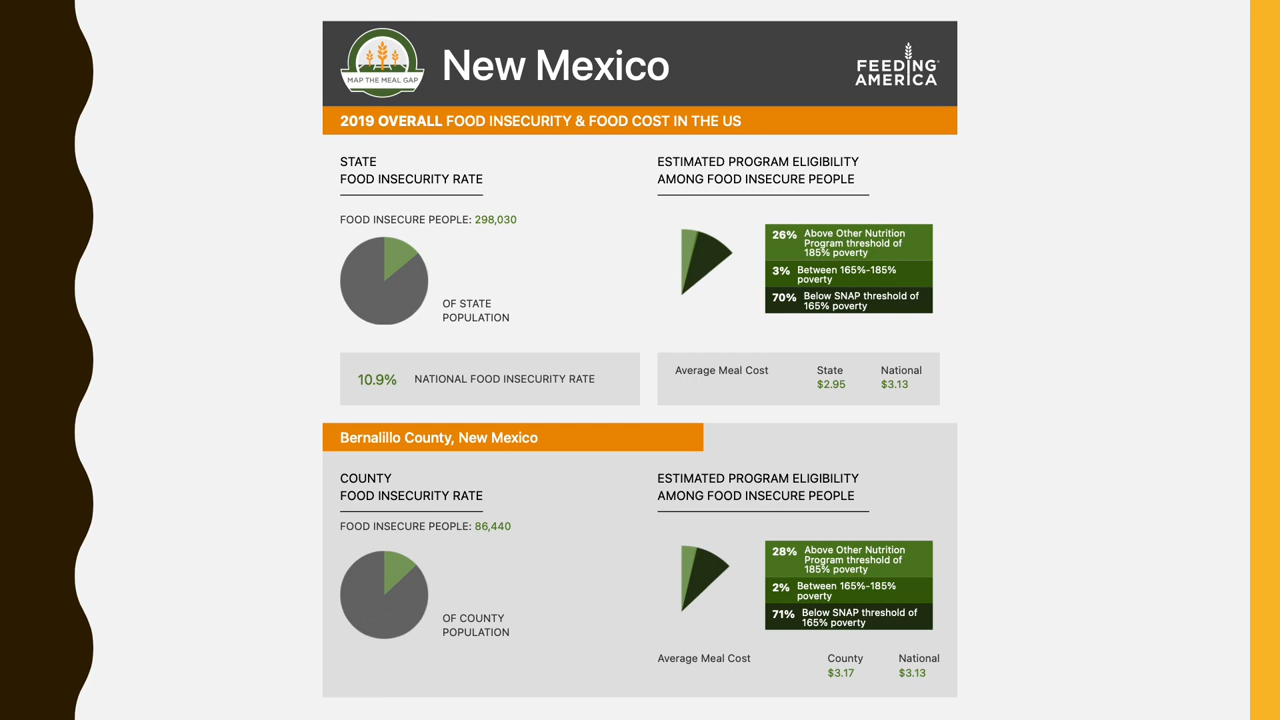 MAP THE MEAL GAP
New Mexico
FEEDING
AMERICA
2019 OVERALL FOOD INSECURITY & FOOD COST IN THE US
STATE
FOOD INSECURITY RATE
FOOD INSECURE PEOPLE: 298,030
OF STATE
POPULATION
ESTIMATED PROGRAM ELIGIBILITY
AMONG FOOD INSECURE PEOPLE
26% Above Other Nutrition
Program threshold of
185% poverty
3% Between 165%-185%
poverty
70% Below SNAP threshold of
165% poverty
10.9% NATIONAL FOOD INSECURITY RATE
Average Meal Cost State National
$2.95 $3.13
Bernalillo County, New Mexico
COUNTY
FOOD INSECURITY RATE
FOOD INSECURE PEOPLE: 86,440
OF COUNTY
POPULATION
ESTIMATED PROGRAM ELIGIBILITY
AMONG FOOD INSECURE PEOPLE
28% Above Other Nutrition
Program threshold of
185% poverty
2% Between 165%-185%
poverty
71% Below SNAP threshold of
165% poverty
Average Meal Cost County National
$3.17 $3.13